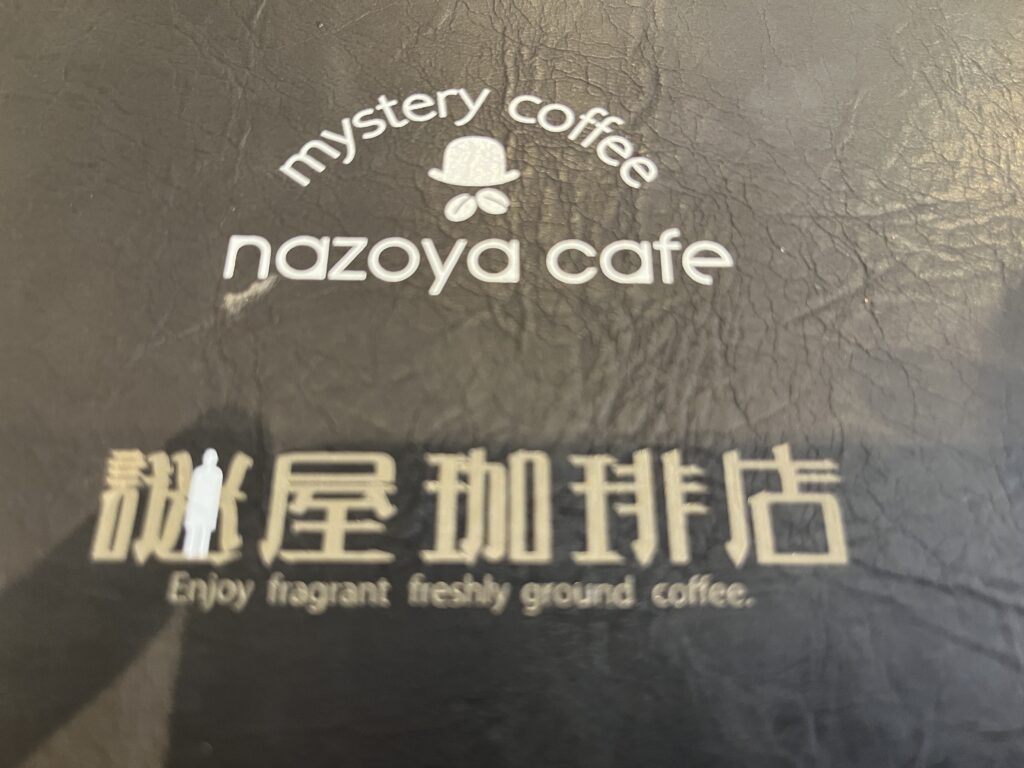 mystery coffee
nazoya cafe
謎屋珈琲店
Enjoy fragrant freshly ground coffee.